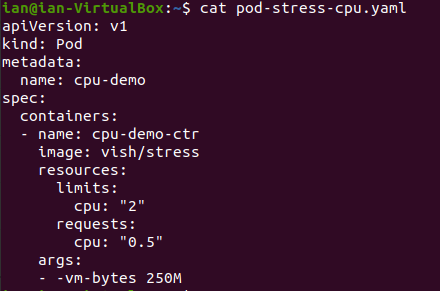 ian@ian-VirtualBox:~$ cat pod-stress-cpu.yaml
apiVersion: v1
kind: Pod
metadata:
  name: cpu-demo
spec:
  containers:
  - name: cpu-demo-ctr
    image: vish/stress
    resources:
      limits:
        cpu: "2"
      requests:
        cpu: "0.5"
    args:
    - -vm-bytes 250M